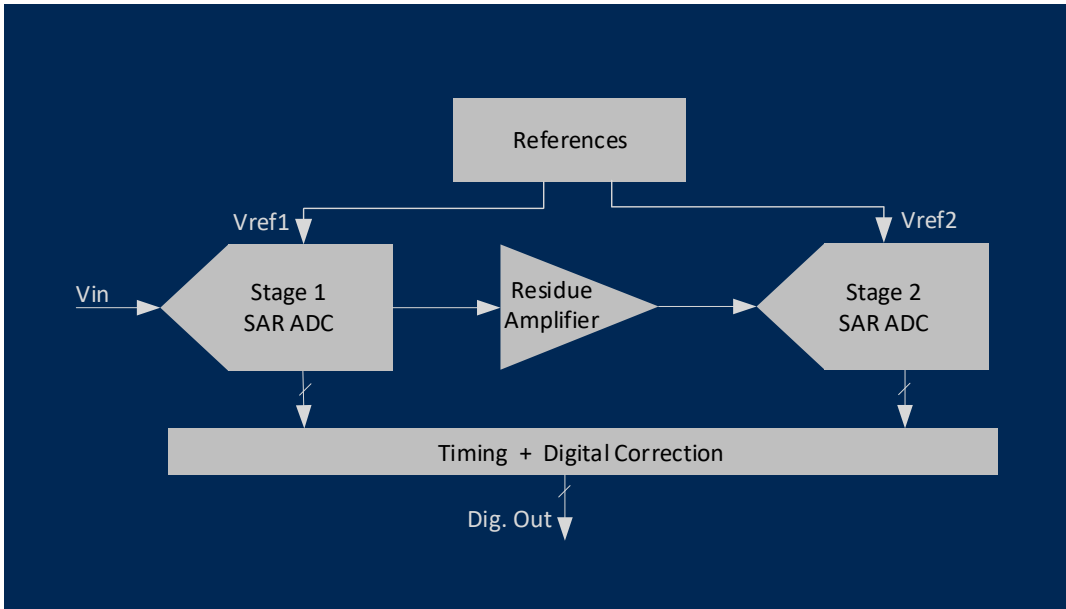 References
Vref1
Vref2
Vin
Stage 1
SAR ADC
Residue
Amplifier
Stage 2
SAR ADC
Timing + Digital Correction
Dig. Out